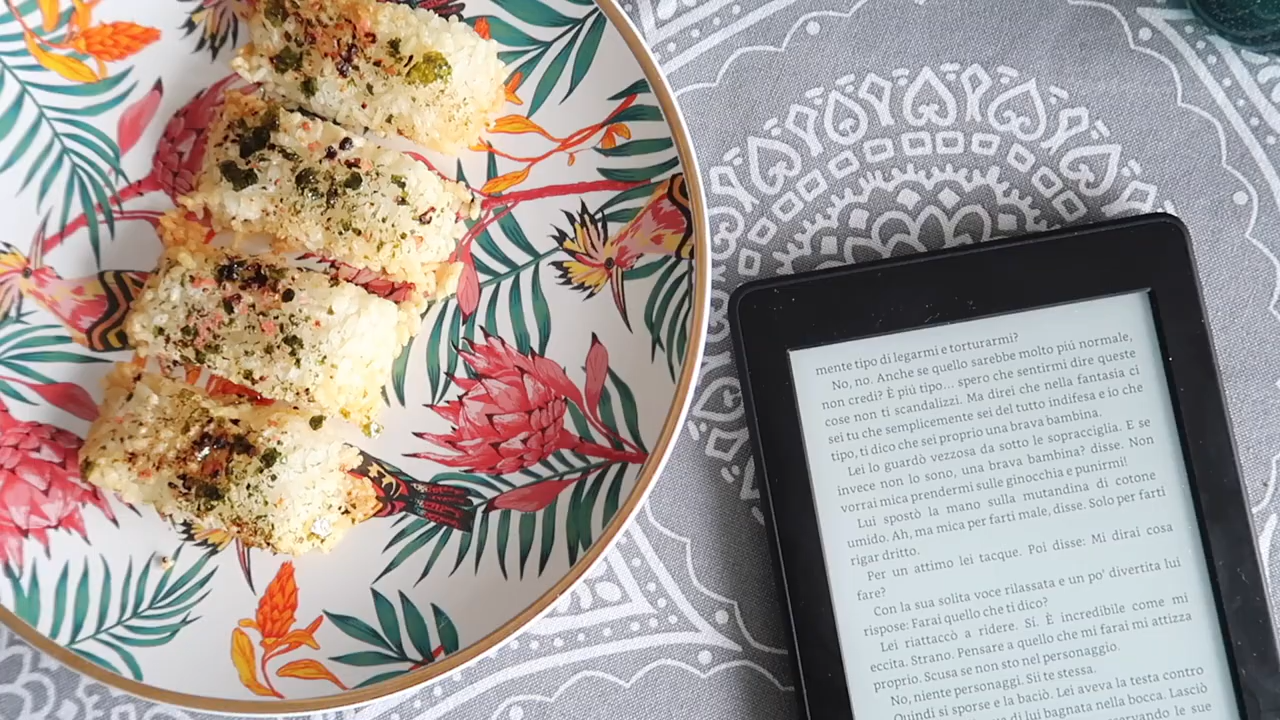 mente tipo di legarmi e torturarmi?
No, no. Anche se quello sarebbe molto più normale,
non credi? È più tipo... spero che sentirmi dire queste
cose non ti scandalizzi. Ma direi che nella fantasia ci
sei tu che semplicemente sei del tutto indifesa e io che
tipo, ti dico che sei proprio una brava bambina.
Lei lo guardò vezzosa da sotto le sopracciglia. E se
invece non lo sono, una brava bambina? disse. Non
vorrai mica prendermi sulle ginocchia e punirmi!
Lui spostò la mano sulla mutandina di cotone
umido. Ah, ma mica per farti male, disse. Solo per farti
rigar dritto.
Per un attimo lei tacque. Poi disse: Mi dirai cosa
fare?
Con la sua solita voce rilassata e un po' divertita lui
rispose: Farai quello che ti dico?
Lei riattaccò a ridere. Sì. È incredibile come mi
eccita. Strano. Pensare a quello che mi farai mi attizza
proprio. Scusa se non sto nel personaggio.
No, niente personaggi. Sii te stessa.
Quindi si sporse e la baciò. Lei aveva la testa contro
di lui bagnata nella bocca. Lasciò
le sue